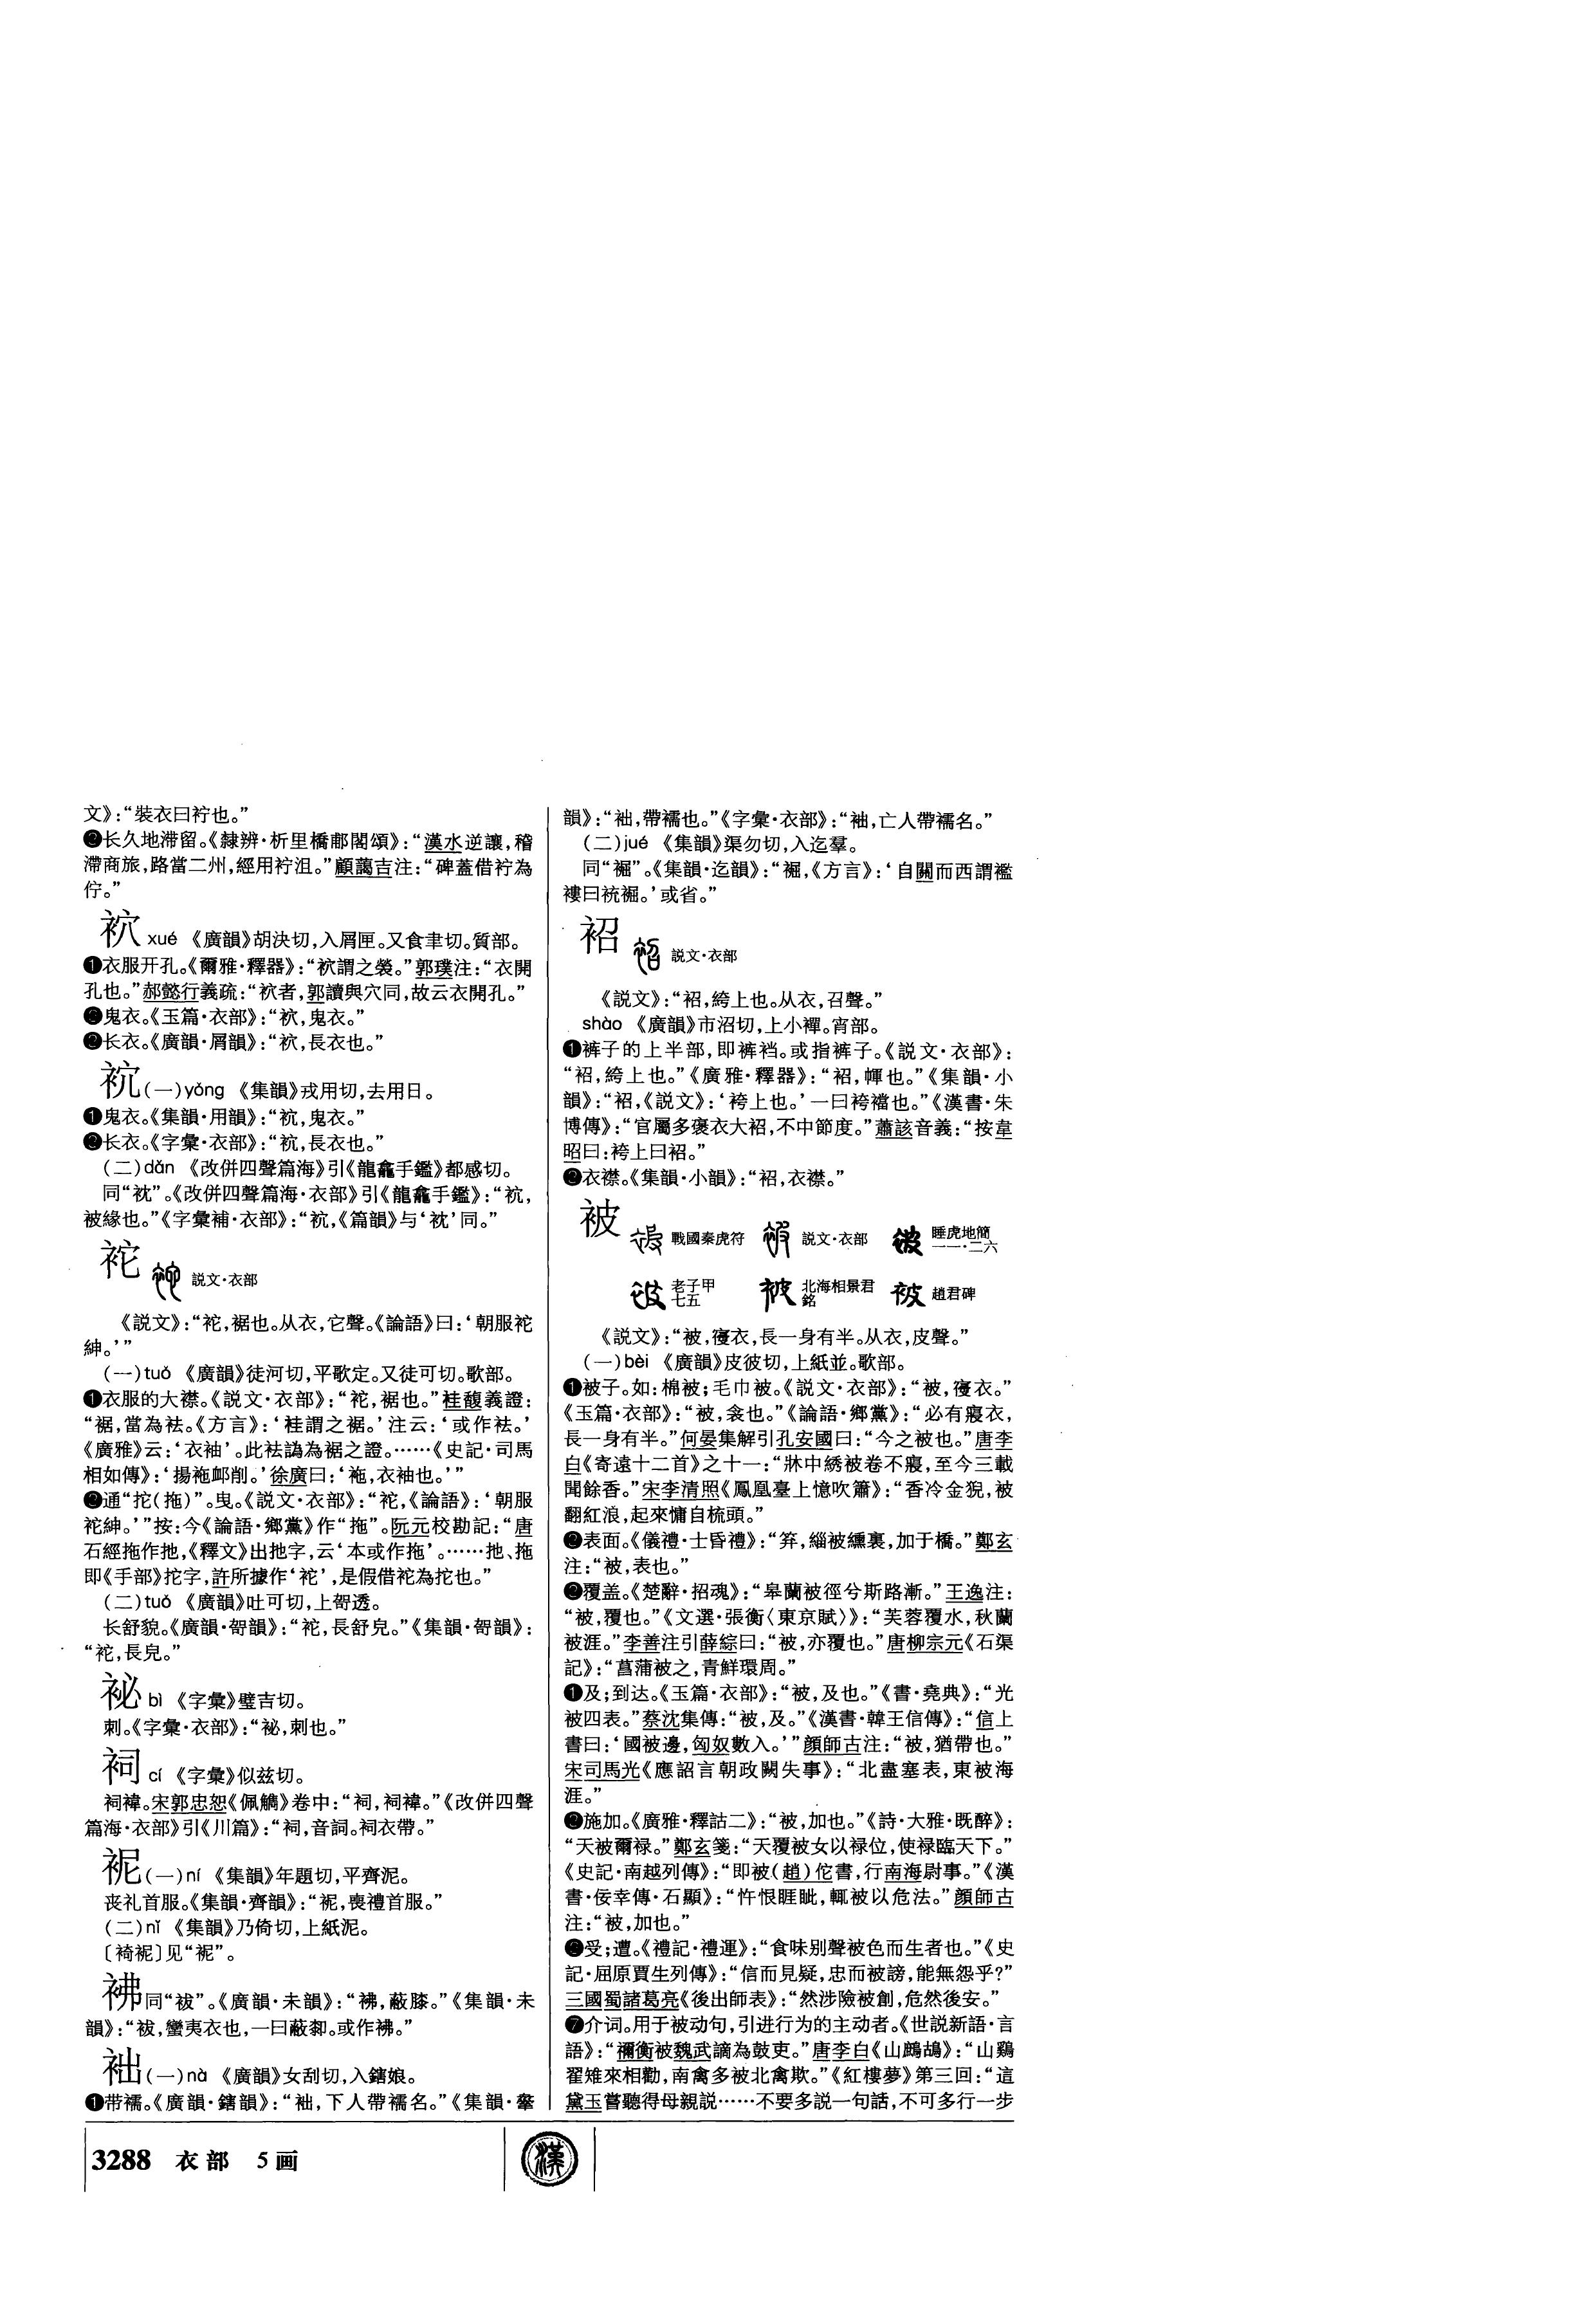 文》：“裝衣曰衧也。”
❷长久地滞留。《隸辨·析里橋郙閣頌》：“漢水逆讓，稽
滯商旅，路當二州，經用衧沮。”顧藹吉注：“碑蓋借衧為
佇。”
袕 xué 《廣韻》胡決切，入屑匣。又食聿切。質部。
❶衣服开孔。《爾雅·釋器》：“袕謂之褮。”郭璞注：“衣開
孔也。”郝懿行義疏：“袕者，郭讀與穴同，故云衣開孔。”
❷鬼衣。《玉篇·衣部》：“袕，鬼衣。”
❸长衣。《廣韻·屑韻》：“袕，長衣也。”
(一)yǒng 《集韻》戎用切，去用日。
❶鬼衣。《集韻·用韻》：“，鬼衣。”
❷长衣。《字彙·衣部》：“，長衣也。”
(二)dǎn 《改併四聲篇海》引《龍龕手鑑》都感切。
同“衴”。《改併四聲篇海·衣部》引《龍龕手鑑》：“，
被緣也。”《字彙補·衣部》：“，《篇韻》与‘衴’同。”
袉
説文·衣部
《説文》：“袉，裾也。从衣，它聲。《論語》曰：‘朝服袉
紳。’”
(一)tuǒ 《廣韻》徒河切，平歌定。又徒可切。歌部。
❶衣服的大襟。《説文·衣部》：“袉，裾也。”桂馥義證：
“裾，當為袪。《方言》：‘袿謂之裾。’注云：‘或作袪。’
《廣雅》云：‘衣袖’。此袪譌為裾之證。……《史記·司馬
相如傳》：‘揚袘卹削。’徐廣曰：‘袘，衣袖也。’”
❷通“拕(拖)”。曳。《説文·衣部》：“袉，《論語》：‘朝服
袉紳。’”按：今《論語·鄉黨》作“拖”。阮元校勘記：“唐
石經拖作扡，《釋文》出扡字，云‘本或作拖’。……扡、拖
即《手部》拕字，許所據作‘袉’，是假借袉為拕也。”
(二)tuǒ 《廣韻》吐可切，上哿透。
长舒貌。《廣韻·哿韻》：“袉，長舒皃。”《集韻·哿韻》：
“袉，長皃。”
袐 bì 《字彙》璧吉切。
刺。《字彙·衣部》：“袐，刺也。”
袔 cí 《字彙》似兹切。
祠褘。宋郭忠恕《佩觿》卷中：“祠，祠褘。”《改併四聲
篇海·衣部》引《川篇》：“祠，音詞。祠衣帶。”
袮 (一)ní 《集韻》年題切，平齊泥。
丧礼首服。《集韻·齊韻》：“𧙞，喪禮首服。”
(二)nǐ 《集韻》乃倚切，上紙泥。
〔裿𧙞〕见“𧙞”。
𧙕同“袚”。《廣韻·未韻》：“𧙕，蔽膝。”《集韻·未
韻》：“袚，蠻夷衣也，一曰蔽䣛。或作𧙕。”
袦(一)nà 《廣韻》女刮切，入鎋娘。
❶带襦。《廣韻·鎋韻》：“䘫，下人帶襦名。”《集韻·舝
韻》：“䘫，帶襦也。”《字彙·衣部》：“䘫，亡人帶襦名。”
(二)jué 《集韻》渠勿切，入迄羣。
同“裾”。《集韻·迄韻》：“裾，《方言》：‘自關而西謂襤
褸曰裗裾。’或省。”
袑
説文·衣部
《説文》：“袑，絝上也。从衣，召聲。”
shào 《廣韻》市沼切，上小禪。宵部。
❶裤子的上半部，即裤裆。或指裤子。《説文·衣部》：
“袑，絝上也。”《廣雅·釋器》：“袑，㡓也。”《集韻·小
韻》：“袑，《説文》：‘袴上也。’一曰袴襠也。”《漢書·朱
博傳》：“官屬多褒衣大袑，不中節度。”蕭該音義：“按韋
昭曰：袴上曰袑。”
❷衣襟。《集韻·小韻》：“袑，衣襟。”
被
戰國秦虎符 説文·衣部 睡虎地簡一一·二六
老子甲七五 北海相景君銘 趙君碑
《説文》：“被，𡪢衣，長一身有半。从衣，皮聲。”
(一)bèi 《廣韻》皮彼切，上紙並。歌部。
❶被子。如：棉被；毛巾被。《説文·衣部》：“被，𡪢衣。”
《玉篇·衣部》：“被，衾也。”《論語·鄉黨》：“必有寢衣，
長一身有半。”何晏集解引孔安國曰：“今之被也。”唐李
白《寄遠十二首》之十一：“牀中綉被卷不寢，至今三載
聞餘香。”宋李清照《鳳凰臺上憶吹簫》：“香冷金猊，被
翻紅浪，起來慵自梳頭。”
❷表面。《儀禮·士昏禮》：“笲，緇被纁裏，加于橋。”鄭玄
注：“被，表也。”
❸覆盖。《楚辭·招魂》：“皋蘭被徑兮斯路漸。”王逸注：
“被，覆也。”《文選·張衡〈東京賦〉》：“芙蓉覆水，秋蘭
被涯。”李善注引薛綜曰：“被，亦覆也。”唐柳宗元《石渠
記》：“菖蒲被之，青鮮環周。”
❹及；到达。《玉篇·衣部》：“被，及也。”《書·堯典》：“光
被四表。”蔡沈集傳：“被，及。”《漢書·韓王信傳》：“信上
書曰：‘國被邊，匈奴數入。’”顏師古注：“被，猶帶也。”
宋司馬光《應詔言朝政闕失事》：“北盡塞表，東被海
涯。”
❺施加。《廣雅·釋詁二》：“被，加也。”《詩·大雅·既醉》：
“天被爾禄。”鄭玄箋：“天覆被女以禄位，使禄臨天下。”
《史記·南越列傳》：“即被(趙)佗書，行南海尉事。”《漢
書·佞幸傳·石顯》：“忤恨睚眦，輒被以危法。”顏師古
注：“被，加也。”
❻受；遭。《禮記·禮運》：“食味别聲被色而生者也。”《史
記·屈原賈生列傳》：“信而見疑，忠而被謗，能無怨乎？”
三國蜀諸葛亮《後出師表》：“然涉險被創，危然後安。”
❼介词。用于被动句，引进行为的主动者。《世説新語·言
語》：“禰衡被魏武謫為鼓吏。”唐李白《山鷓鴣》：“山鷄
翟雉來相勸，南禽多被北禽欺。”《紅樓夢》第三回：“這
黛玉嘗聽得母親説……不要多説一句話，不可多行一步
3288 衣部 5画
漢